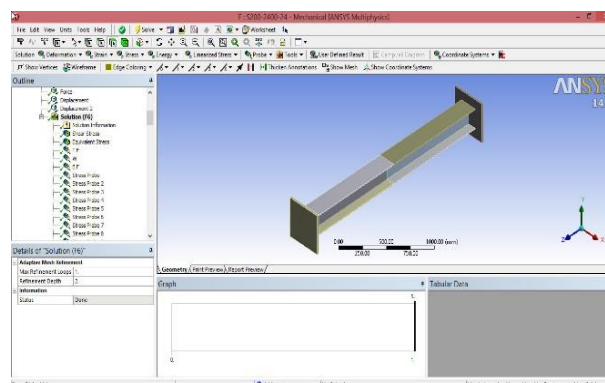 F : S200-2400-24 - Mechanical [ANSYS Multiphysics]
File Edit View Units Tools Help Solve Worksheet
Solution Deformation Strain Stress Energy Linearized Stress Probe Tools User Defined Result Coordinate Systems
Show Vertices Wireframe Edge Coloring Thicken Annotations Show Mesh Show Coordinate Systems
Outline
Force
Displacement
Displacement 2
Solution (F6)
Solution Information
Shear Stress
Equivalent Stress
Stress Probe
Stress Probe 2
Stress Probe 3
Stress Probe 4
Stress Probe 5
Stress Probe 6
Stress Probe 7
Stress Probe 8
ANSYS
14
0.00 500.00 1000.00 (mm)
250.00 750.00
Y
Z X
Geometry Print Preview Report Preview
Details of "Solution (F6)"
Adaptive Mesh Refinement
Max Refinement Loops 1.
Refinement Depth 2.
Information
Status Done
Graph
Tabular Data
1.
0.
1.